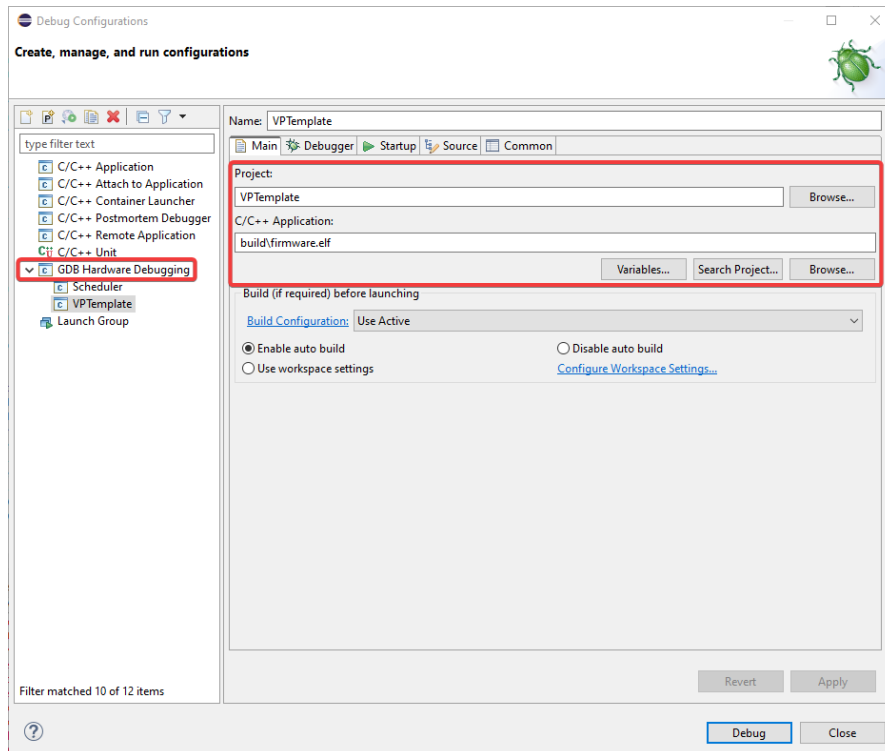 Debug Configurations
Create, manage, and run configurations
type filter text
C/C++ Application
C/C++ Attach to Application
C/C++ Container Launcher
C/C++ Postmortem Debugger
C/C++ Remote Application
C/C++ Unit
GDB Hardware Debugging
Scheduler
VPTemplate
Launch Group
Filter matched 10 of 12 items
Name: VPTemplate
Main Debugger Startup Source Common
Project:
VPTemplate Browse...
C/C++ Application:
build\firmware.elf
Variables... Search Project... Browse...
Build (if required) before launching
Build Configuration: Use Active
Enable auto build Disable auto build
Use workspace settings Configure Workspace Settings...
Revert Apply
Debug Close